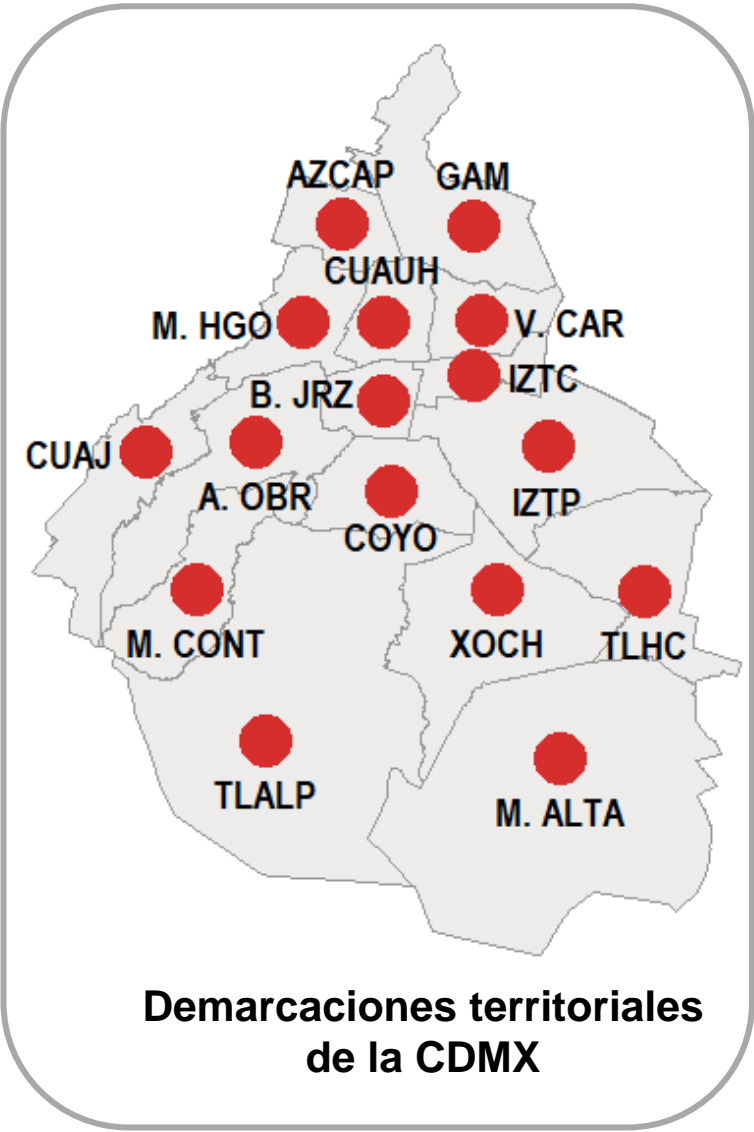 AZCAP
GAM
CUAUH
M. HGO
V. CAR
IZTC
B. JRZ
CUAJ
A. OBR
IZTP
COYO
M. CONT
XOCH
TLHC
TLALP
M. ALTA
Demarcaciones territoriales
de la CDMX